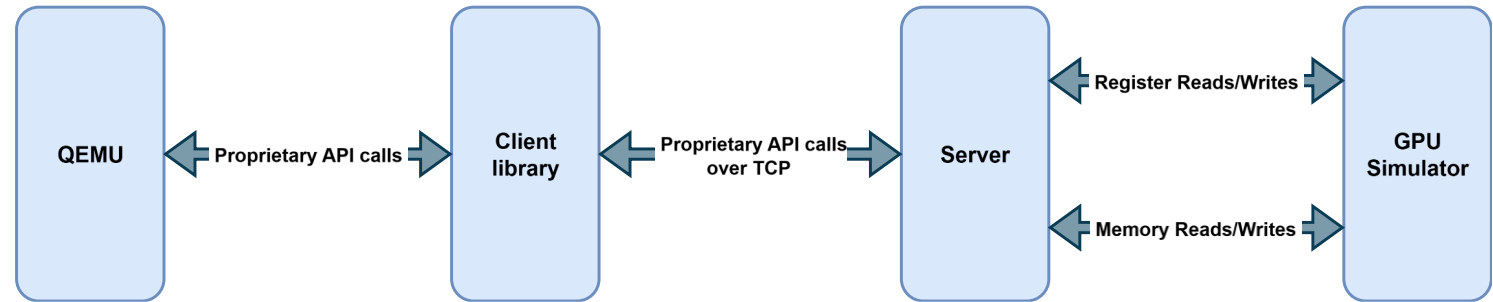 QEMU
Proprietary API calls
Client
library
Proprietary API calls
over TCP
Server
Register Reads/Writes
Memory Reads/Writes
GPU
Simulator